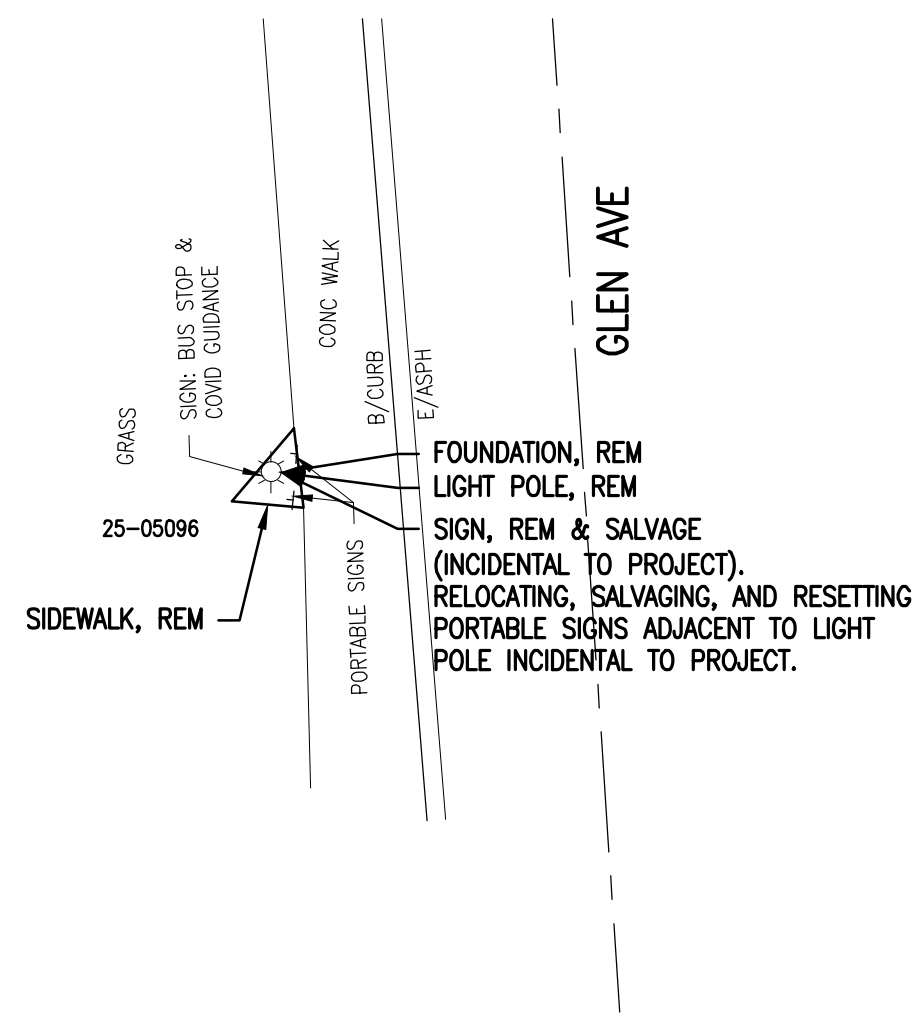 GLEN AVE
SIGN: BUS STOP &
COVID GUIDANCE
CONC WALK
B/CURB
E/ASPH
GRASS
25-05096
SIDEWALK, REM
PORTABLE SIGNS
FOUNDATION, REM
LIGHT POLE, REM
SIGN, REM & SALVAGE
(INCIDENTAL TO PROJECT).
RELOCATING, SALVAGING, AND RESETTING
PORTABLE SIGNS ADJACENT TO LIGHT
POLE INCIDENTAL TO PROJECT.